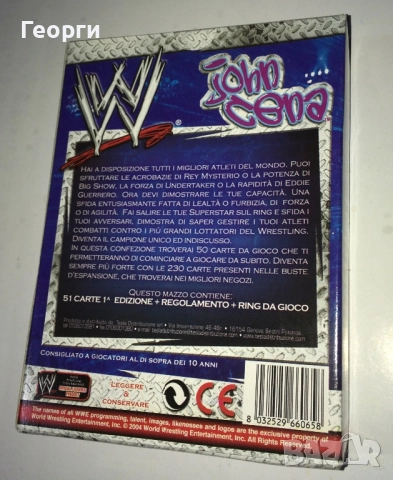 Георги
W
john
cena
HAI A DISPOSIZIONE TUTTI I MIGLIORI ATLETI DEL MONDO. PUOI
SFRUTTARE LE ACROBAZIE DI REY MYSTERIO O LA POTENZA DI
BIG SHOW, LA FORZA DI UNDERTAKER O LA RAPIDITÀ DI EDDIE
GUERRERO. ORA DEVI DIMOSTRARE LE TUE CAPACITÀ. UNA
SFIDA ENTUSIASMANTE FATTA DI LEALTÀ O FURBIZIA, DI FORZA
O DI AGILITÀ. FAI SALIRE LE TUE SUPERSTAR SUL RING E SFIDA I
TUOI AVVERSARI, DIMOSTRA DI SAPER GESTIRE I TUOI ATLETI
COMBATTI CONTRO I PIÙ GRANDI LOTTATORI DEL WRESTLING.
DIVENTA IL CAMPIONE UNICO ED INDISCUSSO.
IN QUESTA CONFEZIONE TROVERAI 50 CARTE DA GIOCO CHE TI
PERMETTERANNO DI COMINCIARE A GIOCARE DA SUBITO. DIVENTA
SEMPRE PIÙ FORTE CON LE 230 CARTE PRESENTI NELLE BUSTE
D'ESPANSIONE, CHE TROVERAI NEI MIGLIORI NEGOZI.
QUESTO MAZZO CONTIENE:
51 CARTE 1ª EDIZIONE + REGOLAMENTO + RING DA GIOCO
Prodotto e distribuito da:
CONSIGLIATO A GIOCATORI AL DI SOPRA DEI 10 ANNI
LEGGERE
&
CONSERVARE
CE
8 032529 660658
The names of all WWE programming, talent, images, likenesses and logos are the exclusive property of
World Wrestling Entertainment, Inc. © 2004 World Wrestling Entertainment, Inc. All Rights Reserved.
bazar